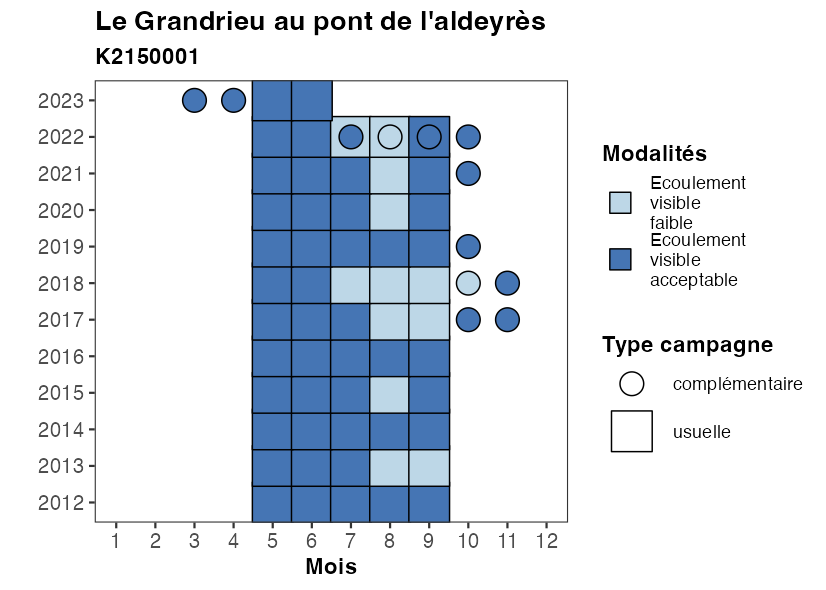 Le Grandrieu au pont de l'aldeyrès
K2150001
2023
2022
2021
2020
2019
2018
2017
2016
2015
2014
2013
2012
1 2 3 4 5 6 7 8 9 10 11 12
Mois
Modalités
Ecoulement
visible
faible
Ecoulement
visible
acceptable
Type campagne
complémentaire
usuelle